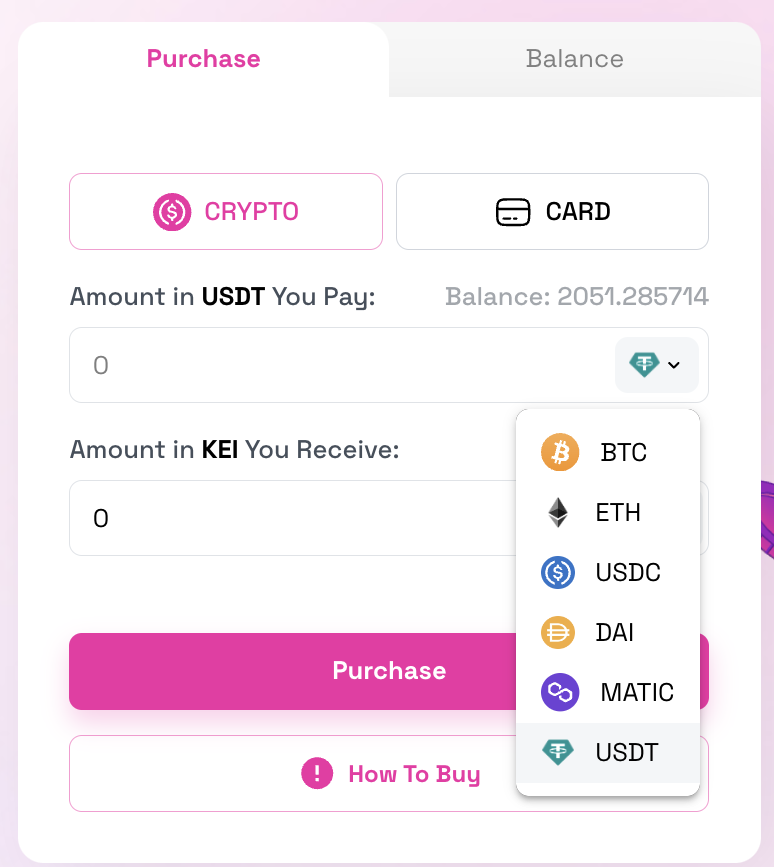 Purchase
Balance
CRYPTO
CARD
Amount in USDT You Pay:
Balance: 2051.285714
0
Amount in KEI You Receive:
0
BTC
ETH
USDC
DAI
MATIC
USDT
Purchase
How To Buy